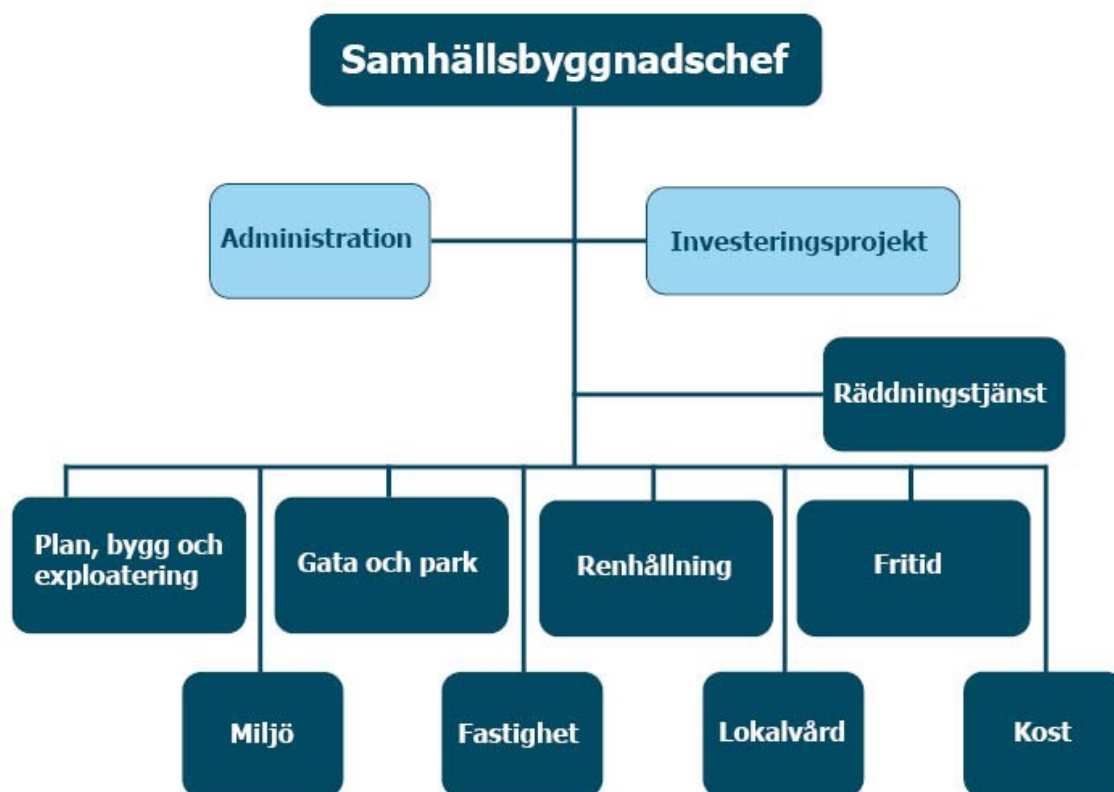 Samhällsbyggnadschef
Administration
Investeringsprojekt
Räddningstjänst
Plan, bygg och
exploatering
Gata och park
Renhållning
Fritid
Miljö
Fastighet
Lokalvård
Kost